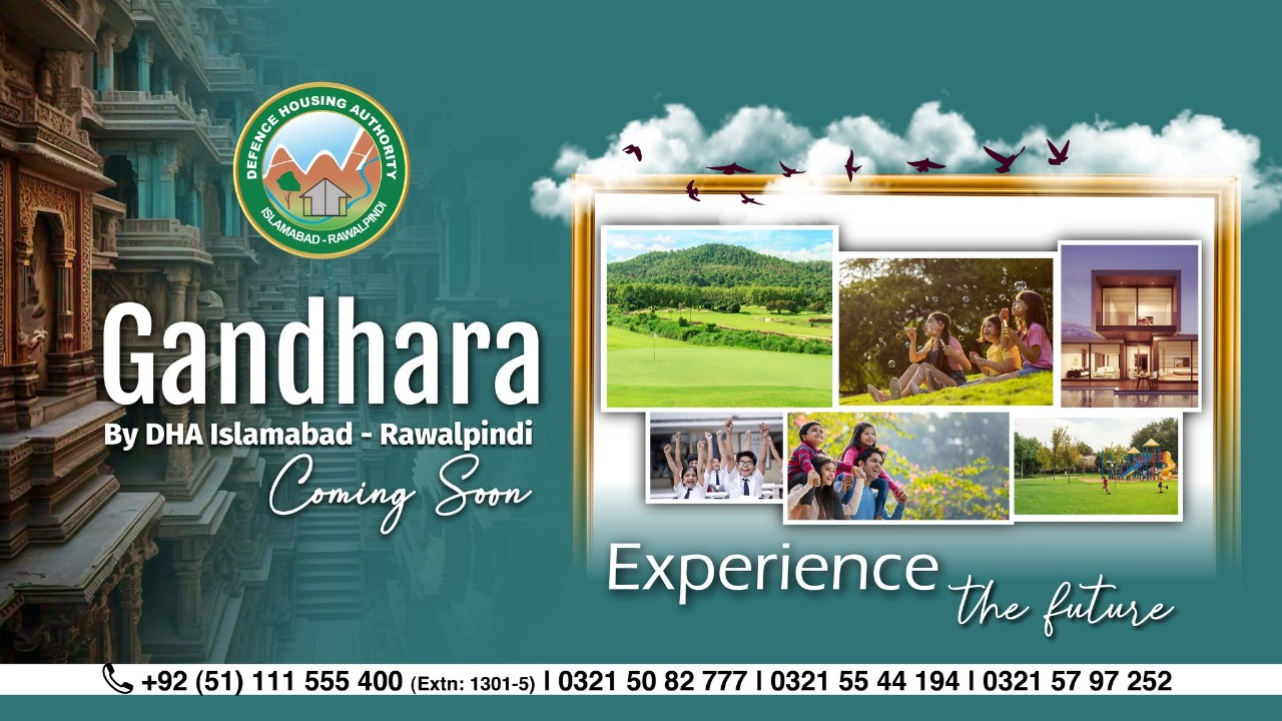 DEFENCE HOUSING AUTHORITY
ISLAMABAD - RAWALPINDI
Gandhara
By DHA Islamabad - Rawalpindi
Coming Soon
Experience
the future
+92 (51) 111 555 400 (Extn: 1301-5) I 0321 50 82 777 I 0321 55 44 194 I 0321 57 97 252